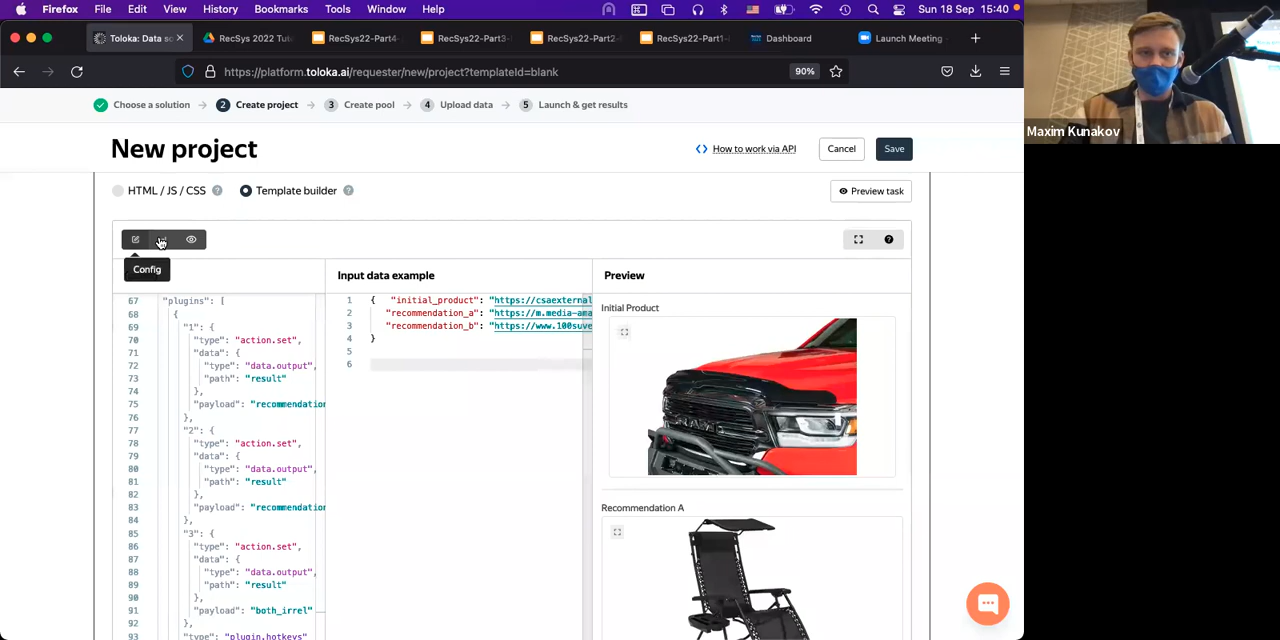 Firefox File Edit View History Bookmarks Tools Window Help Sun 18 Sep 15:40
Toloka: Data so RecSys 2022 Tuto RecSys22-Part4 RecSys22-Part3- RecSys22-Part2- RecSys22-Part1- Dashboard Launch Meeting
https://platform.toloka.ai/requester/new/project?templateId=blank 90%
Choose a solution 2 Create project 3 Create pool 4 Upload data 5 Launch & get results
New project How to work via API Cancel Save
HTML / JS / CSS Template builder Preview task
Config
Input data example
Preview
67 "plugins": [
68 {
69 "1": {
70 "type": "action.set",
71 "data": {
72 "type": "data.output",
73 "path": "result"
74 },
75 "payload": "recommendation
76 },
77 "2": {
78 "type": "action.set",
79 "data": {
80 "type": "data.output",
81 "path": "result"
82 },
83 "payload": "recommendation
84 },
85 "3": {
86 "type": "action.set",
87 "data": {
88 "type": "data.output",
89 "path": "result"
90 },
91 "payload": "both_irrel"
92 },
93 "type": "plugin.hotkeys"
1 { "initial_product": "https://csaexternal
2 "recommendation_a": "https://m.media-ama
3 "recommendation_b": "https://www.100suve
4 }
5
6
Initial Product
Recommendation A
Maxim Kunakov